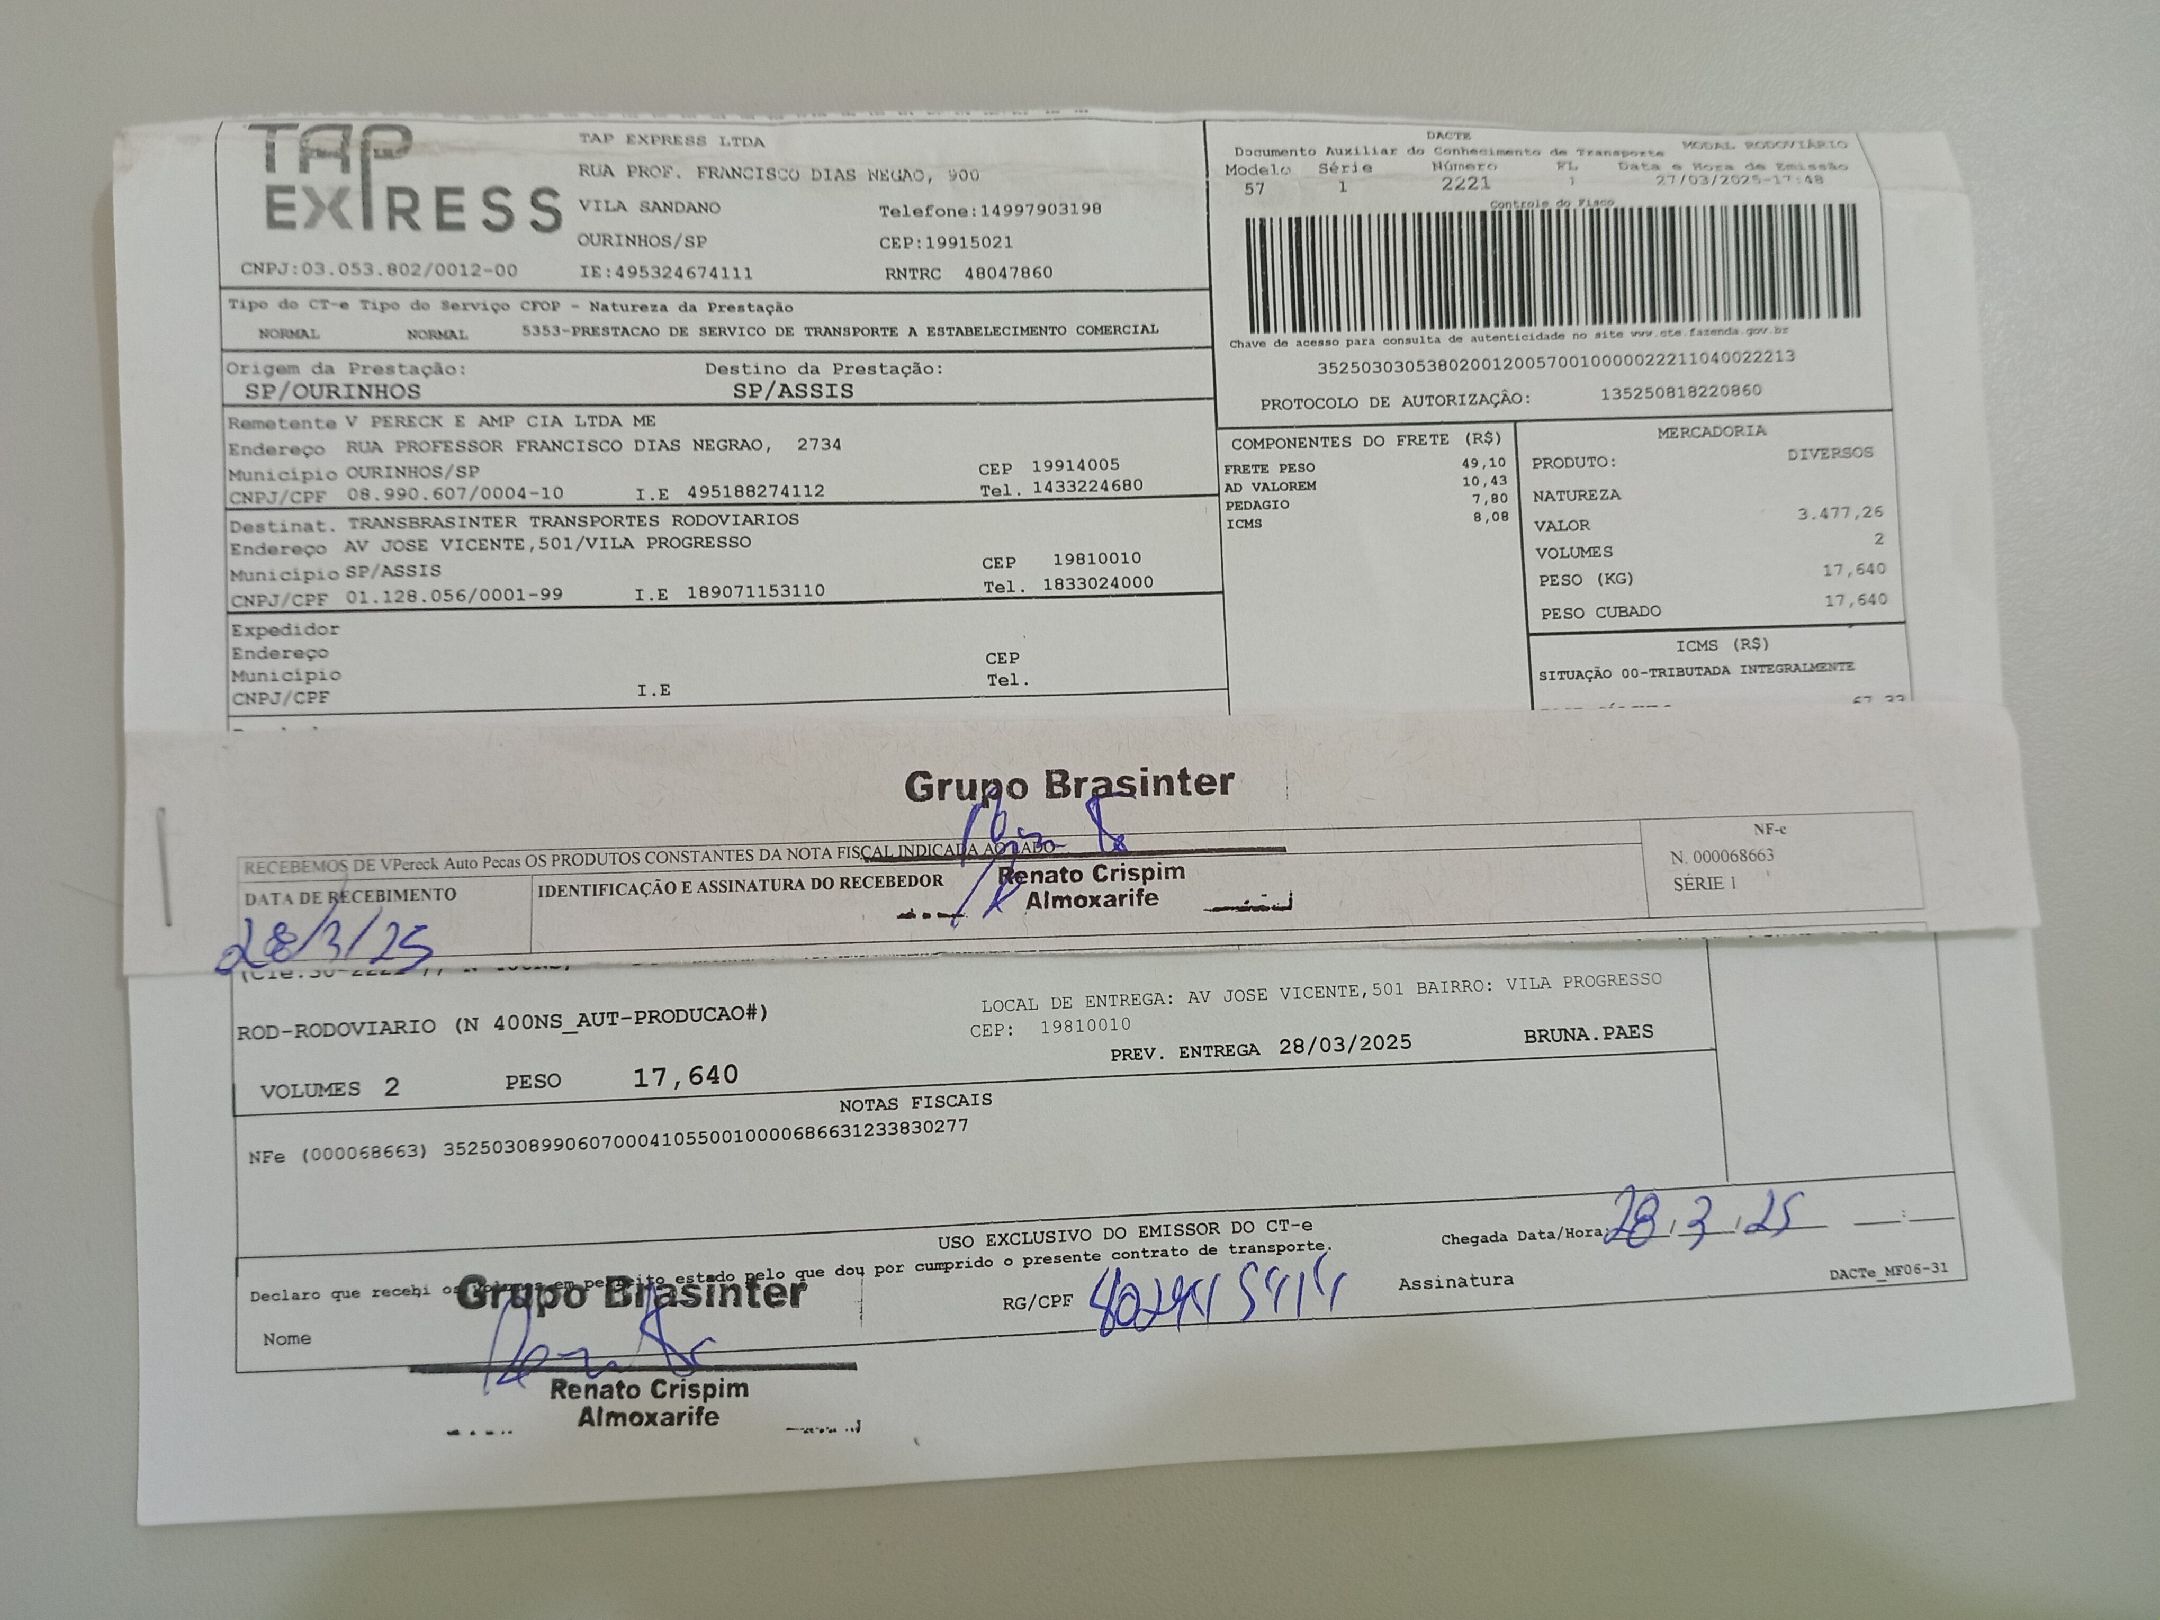 TAP EXPRESS
TAP EXPRESS LTDA
RUA PROF. FRANCISCO DIAS NEGAO, 900
VILA SANDANO Telefone:14997903198
OURINHOS/SP CEP:19915021
CNPJ:03.053.802/0012-00 IE:495324674111 RNTRC 48047860
DACTE
Documento Auxiliar do Conhecimento de Transporte MODAL RODOVIÁRIO
Modelo Série Número FL Data e Hora de Emissão
57 1 2221 1 27/03/2025-17:48
Controle do Fisco
Chave de acesso para consulta de autenticidade no site www.cte.fazenda.gov.br
35250303053802001200570010000022211040022213
PROTOCOLO DE AUTORIZAÇÃO: 135250818220860
Tipo do CT-e Tipo do Serviço CFOP - Natureza da Prestação
NORMAL NORMAL 5353-PRESTACAO DE SERVICO DE TRANSPORTE A ESTABELECIMENTO COMERCIAL
Origem da Prestação: Destino da Prestação:
SP/OURINHOS SP/ASSIS
Remetente V PERECK E AMP CIA LTDA ME
Endereço RUA PROFESSOR FRANCISCO DIAS NEGRAO, 2734
Município OURINHOS/SP CEP 19914005
CNPJ/CPF 08.990.607/0004-10 I.E 495188274112 Tel. 1433224680
Destinat. TRANSBRASINTER TRANSPORTES RODOVIARIOS
Endereço AV JOSE VICENTE,501/VILA PROGRESSO
Município SP/ASSIS CEP 19810010
CNPJ/CPF 01.128.056/0001-99 I.E 189071153110 Tel. 1833024000
Expedidor
Endereço
Município CEP
CNPJ/CPF I.E Tel.
COMPONENTES DO FRETE (R$)
FRETE PESO 49,10
AD VALOREM 10,43
PEDAGIO 7,80
ICMS 8,08
MERCADORIA
PRODUTO: DIVERSOS
NATUREZA
VALOR 3.477,26
VOLUMES 2
PESO (KG) 17,640
PESO CUBADO 17,640
ICMS (R$)
SITUAÇÃO 00-TRIBUTADA INTEGRALMENTE
67,33
Grupo Brasinter
RECEBEMOS DE VPereck Auto Pecas OS PRODUTOS CONSTANTES DA NOTA FISCAL INDICADA AO LADO
NF-e
N. 000068663
SÉRIE 1
DATA DE RECEBIMENTO IDENTIFICAÇÃO E ASSINATURA DO RECEBEDOR
28/3/25
Renato Crispim
Almoxarife
ROD-RODOVIARIO (N 400NS_AUT-PRODUCAO#)
LOCAL DE ENTREGA: AV JOSE VICENTE,501 BAIRRO: VILA PROGRESSO
CEP: 19810010
PREV. ENTREGA 28/03/2025 BRUNA.PAES
VOLUMES 2 PESO 17,640
NOTAS FISCAIS
NFe (000068663) 35250308990607000410550010000686631233830277
USO EXCLUSIVO DO EMISSOR DO CT-e
Declaro que recebi os volumes em perfeito estado pelo que dou por cumprido o presente contrato de transporte.
Chegada Data/Hora: 28/3/25
Grupo Brasinter
Nome RG/CPF Assinatura DACTe_MF06-31
Renato Crispim
Almoxarife